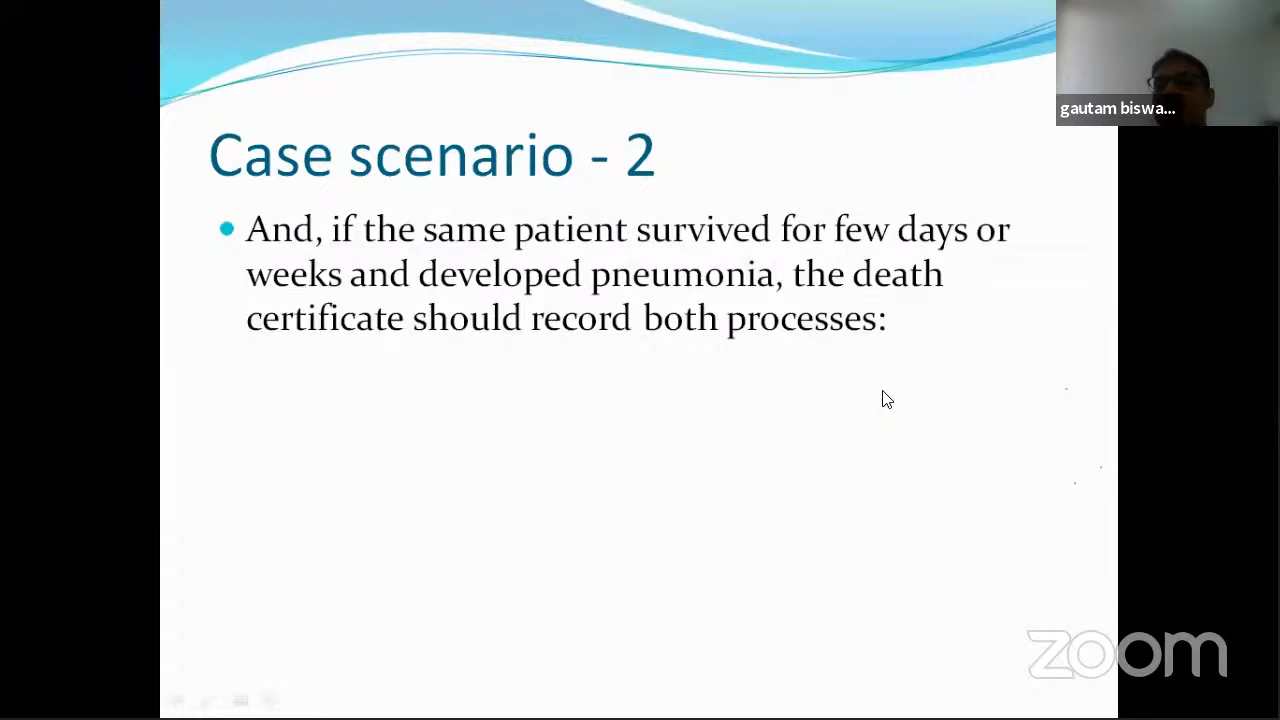 gautam biswa...
Case scenario - 2
And, if the same patient survived for few days or
weeks and developed pneumonia, the death
certificate should record both processes:
zoom